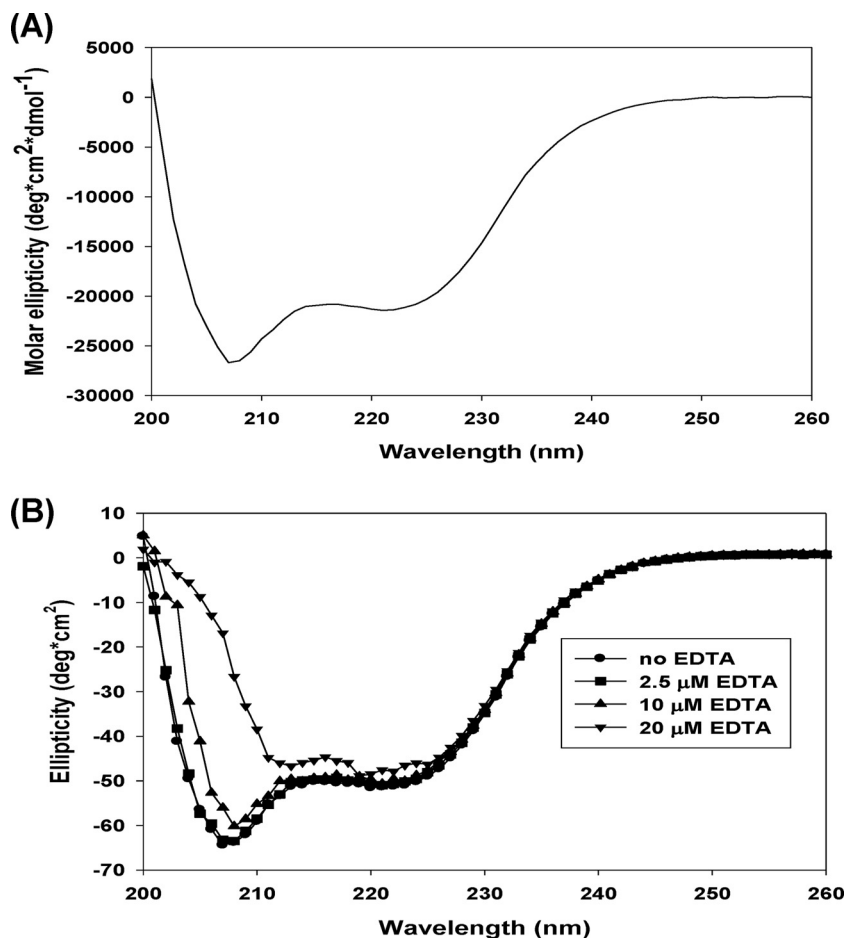 (A)
5000
0
-5000
-10000
-15000
-20000
-25000
-30000
Molar ellipticity (deg*cm²*dmol⁻¹)
200 210 220 230 240 250 260
Wavelength (nm)
(B)
10
0
-10
-20
-30
-40
-50
-60
-70
Ellipticity (deg*cm²)
no EDTA
2.5 µM EDTA
10 µM EDTA
20 µM EDTA
200 210 220 230 240 250 260
Wavelength (nm)